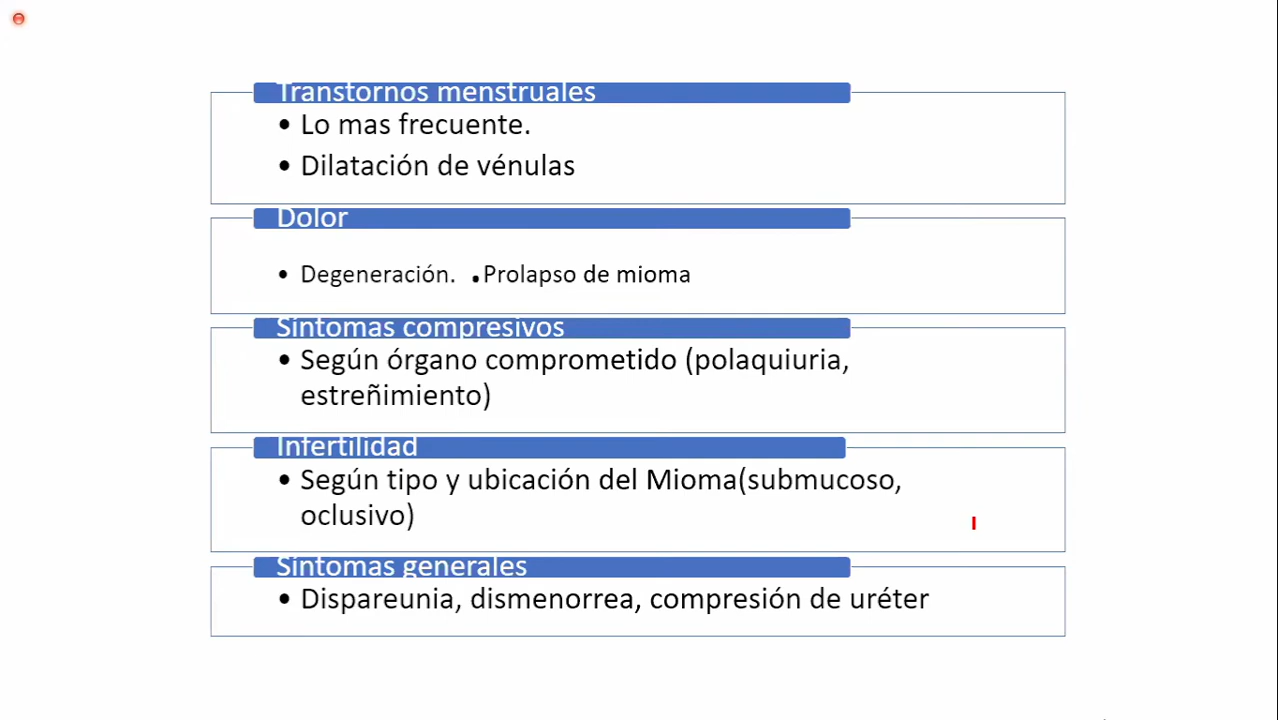 Transtornos menstruales
• Lo mas frecuente.
• Dilatación de vénulas
Dolor
• Degeneración. .Prolapso de mioma
Síntomas compresivos
• Según órgano comprometido (polaquiuria,
estreñimiento)
Infertilidad
• Según tipo y ubicación del Mioma(submucoso,
oclusivo)
Síntomas generales
• Dispareunia, dismenorrea, compresión de uréter